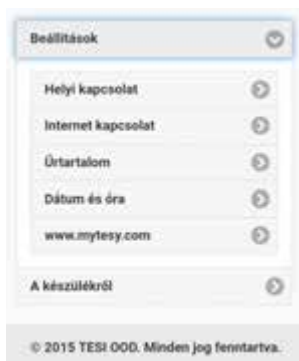 Beállítások
Helyi kapcsolat
Internet kapcsolat
Űrtartalom
Dátum és óra
www.mytesy.com
A készülékről
© 2015 TESI OOD. Minden jog fenntartva.